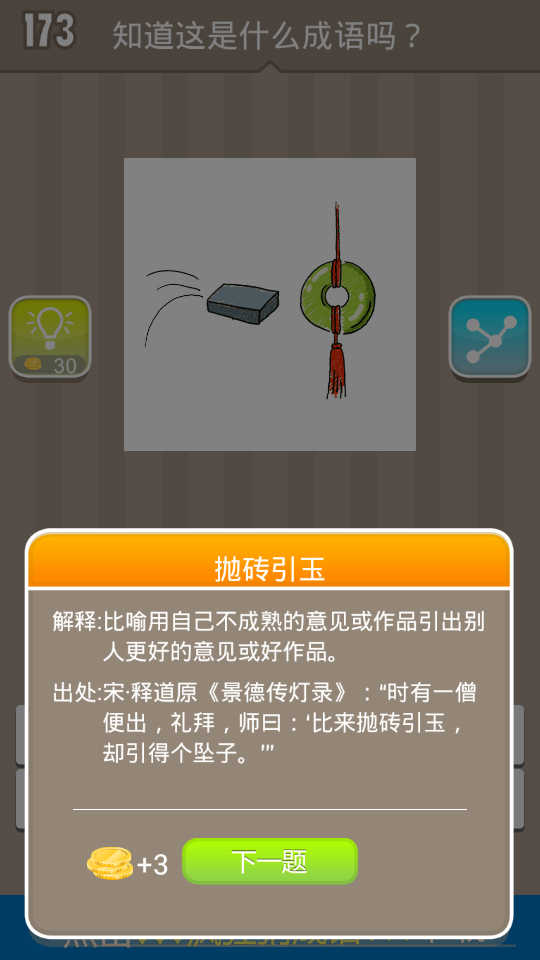 173
知道这是什么成语吗？
30
抛砖引玉
解释:比喻用自己不成熟的意见或作品引出别
人更好的意见或好作品。
出处:宋·释道原《景德传灯录》：“时有一僧
便出，礼拜，师曰：‘比来抛砖引玉，
却引得个坠子。’”
+3
下一题